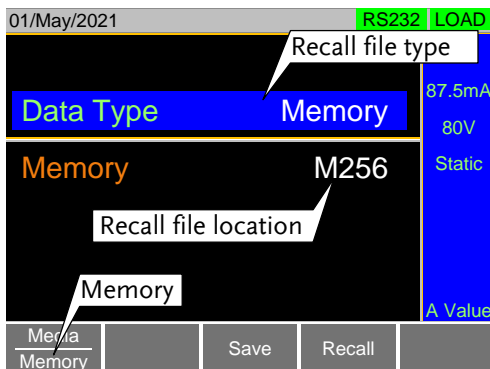 01/May/2021 RS232 LOAD
Recall file type
87.5mA
Data Type Memory
80V
Memory M256 Static
Recall file location
Memory
A Value
Media Save Recall
Memory